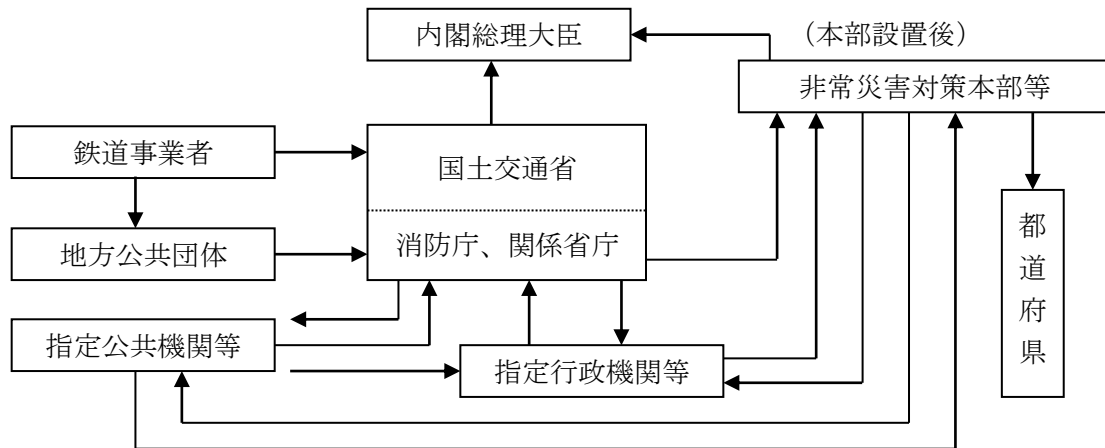 内閣総理大臣
（本部設置後）
非常災害対策本部等
鉄道事業者
国土交通省
地方公共団体
消防庁、関係省庁
都道府県
指定公共機関等
指定行政機関等